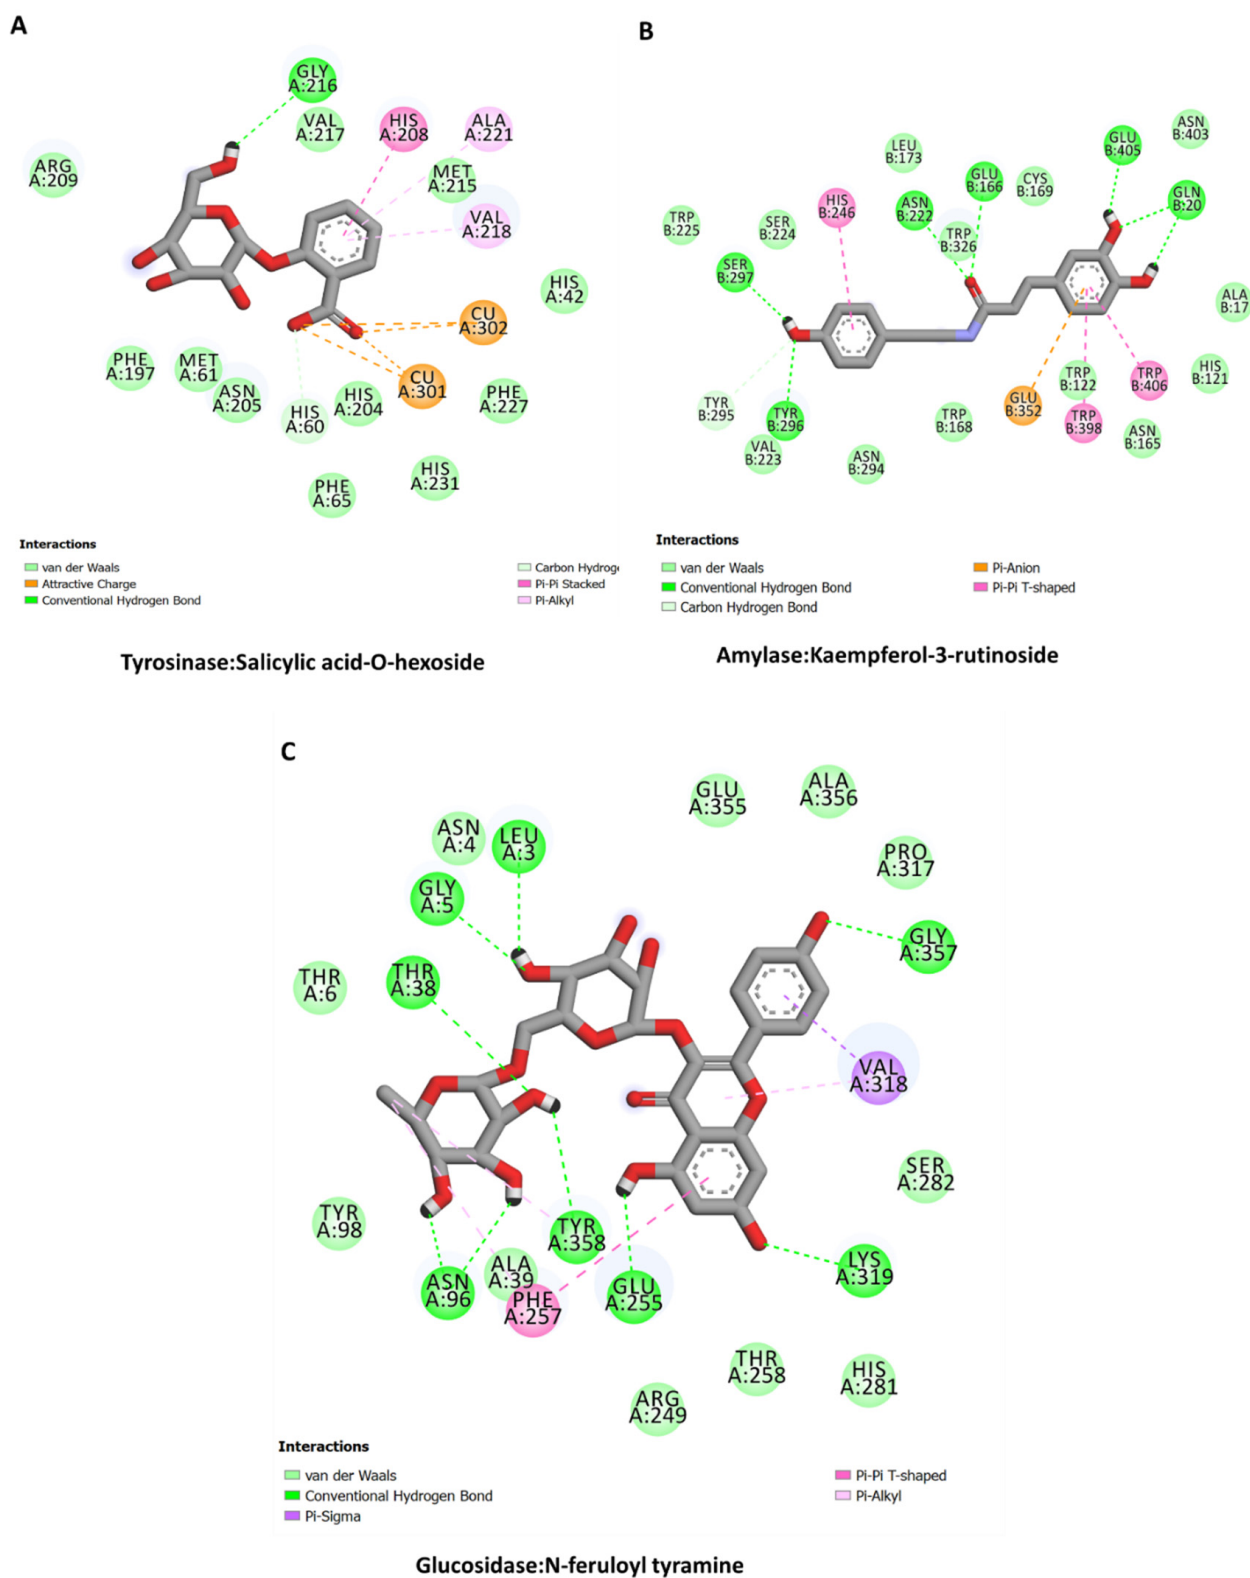 A
GLY
A:216
VAL
A:217
HIS
A:208
ALA
A:221
ARG
A:209
MET
A:215
VAL
A:218
HIS
A:42
CU
A:302
PHE
A:197
MET
A:61
ASN
A:205
HIS
A:60
HIS
A:204
CU
A:301
PHE
A:227
PHE
A:65
HIS
A:231
Interactions
van der Waals
Attractive Charge
Conventional Hydrogen Bond
Carbon Hydroge
Pi-Pi Stacked
Pi-Alkyl
Tyrosinase:Salicylic acid-O-hexoside
B
LEU
B:173
GLU
B:166
CYS
B:169
GLU
B:405
ASN
B:403
GLN
B:20
HIS
B:246
ASN
B:222
TRP
B:225
SER
B:224
TRP
B:326
SER
B:297
ALA
B:17
TYR
B:295
TYR
B:296
VAL
B:223
ASN
B:294
TRP
B:168
GLU
B:352
TRP
B:122
TRP
B:398
TRP
B:406
ASN
B:165
HIS
B:121
Interactions
van der Waals
Conventional Hydrogen Bond
Carbon Hydrogen Bond
Pi-Anion
Pi-Pi T-shaped
Amylase:Kaempferol-3-rutinoside
C
GLU
A:355
ALA
A:356
ASN
A:4
LEU
A:3
PRO
A:317
GLY
A:5
GLY
A:357
THR
A:6
THR
A:38
VAL
A:318
SER
A:282
TYR
A:98
TYR
A:358
ASN
A:96
ALA
A:39
PHE
A:257
GLU
A:255
LYS
A:319
THR
A:258
HIS
A:281
ARG
A:249
Interactions
van der Waals
Conventional Hydrogen Bond
Pi-Sigma
Pi-Pi T-shaped
Pi-Alkyl
Glucosidase:N-feruloyl tyramine